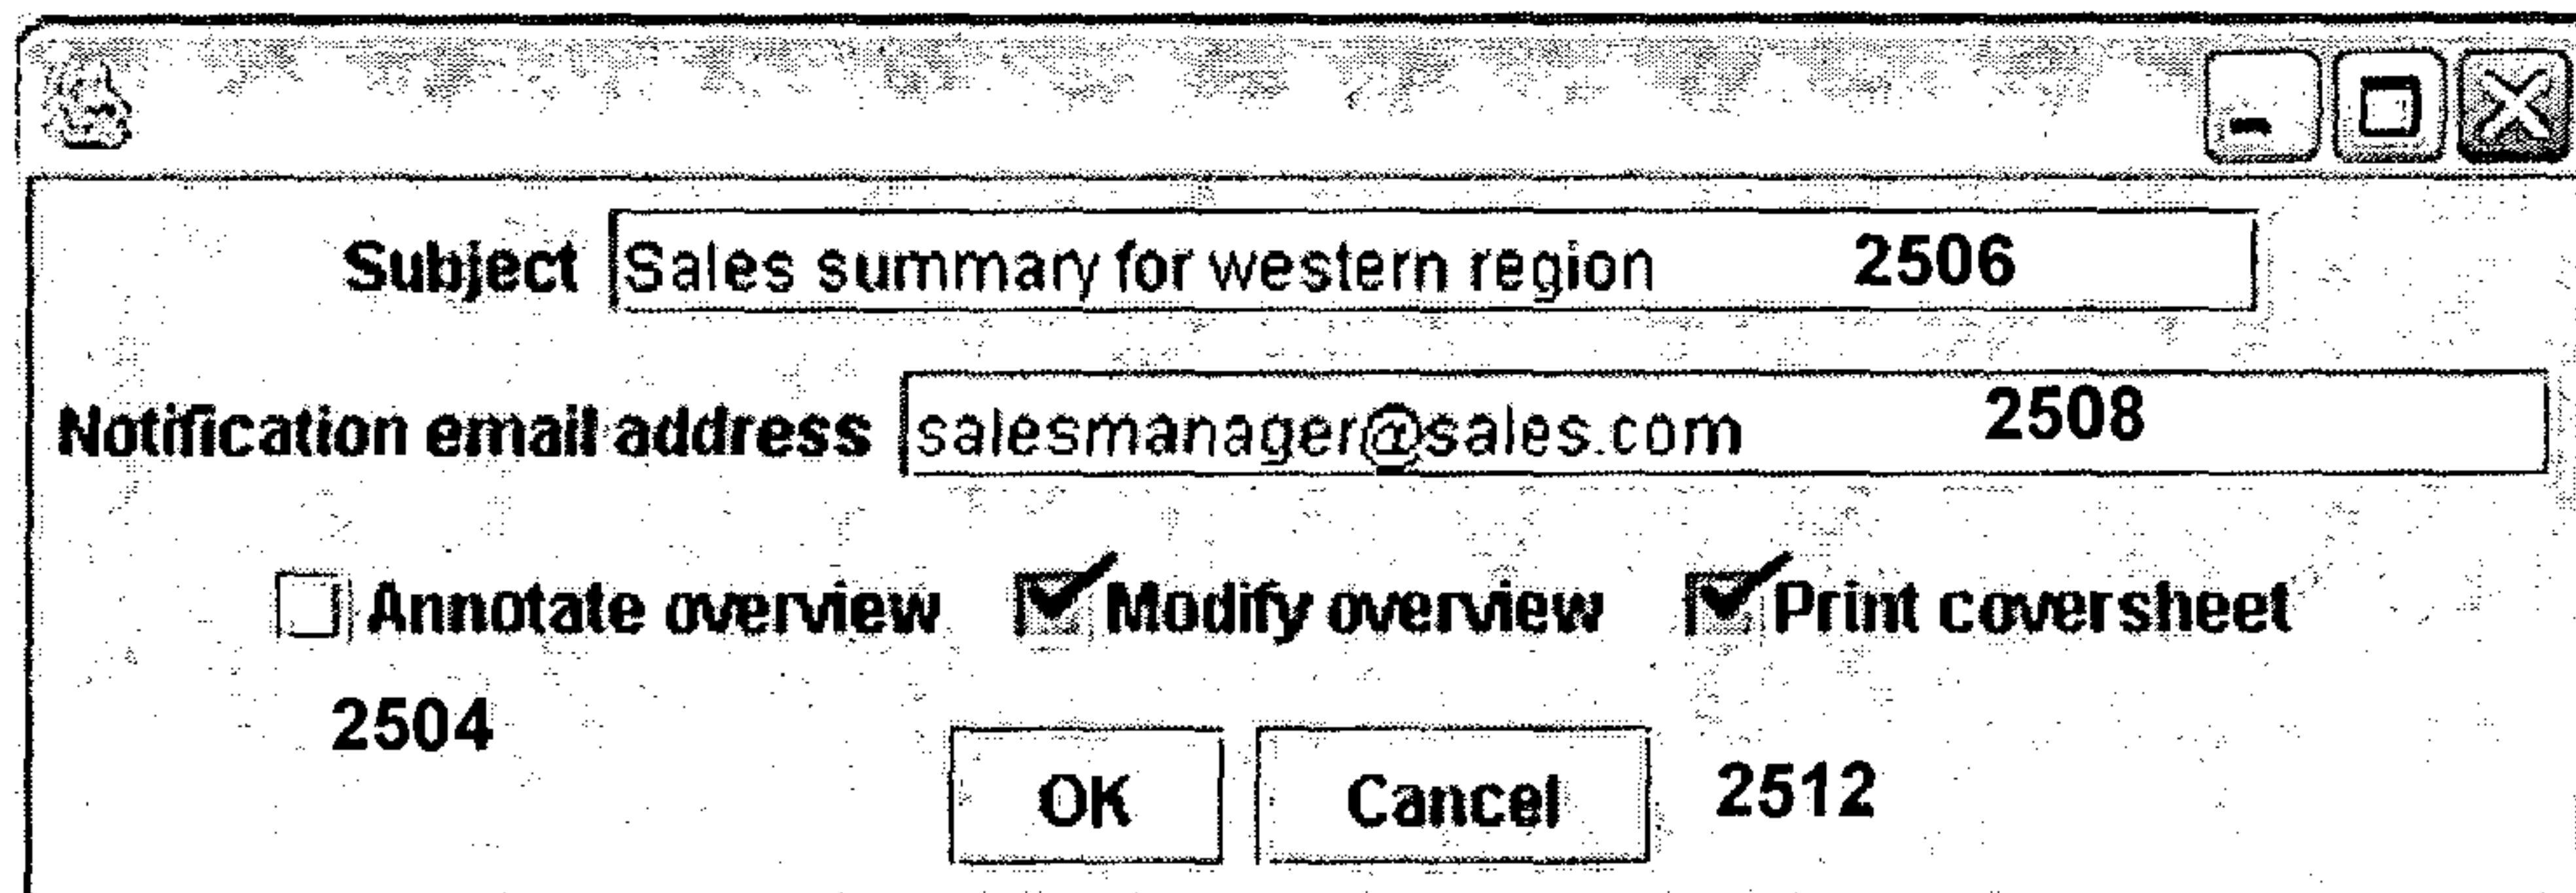 Subject Sales summary for western region 2506
Notification email address salesmanager@sales.com 2508
Annotate overview Modify overview Print coversheet
2504
OK Cancel 2512